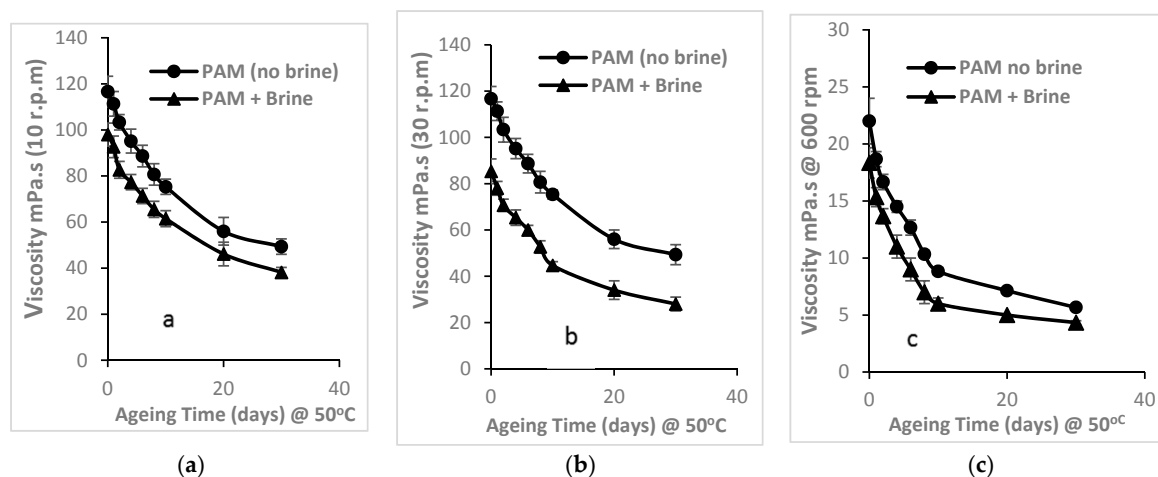 Viscosity mPa.s (10 r.p.m)
140
120
100
80
60
40
20
0
PAM (no brine)
PAM + Brine
a
0 20 40
Ageing Time (days) @ 50°C
(a)
Viscosity mPa.s (30 r.p.m)
140
120
100
80
60
40
20
0
PAM (no brine)
PAM + Brine
b
0 10 20 30 40
Ageing Time (days) @ 50°C
(b)
Viscosity mPa.s @ 600 rpm
30
25
20
15
10
5
0
PAM no brine
PAM + Brine
c
0 10 20 30 40
Ageing Time (days) @ 50°C
(c)